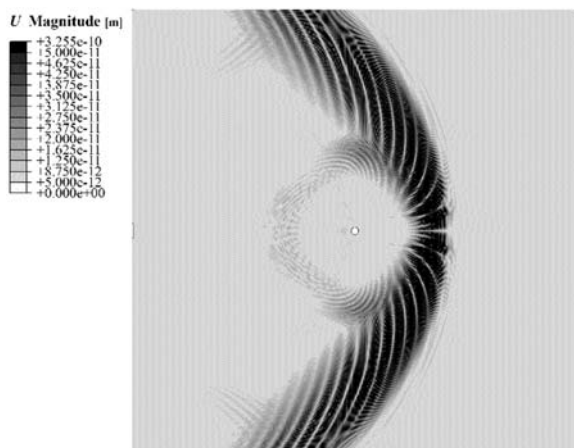 U Magnitude [m]
+3.255e-10
+5.000e-11
+4.625e-11
+4.250e-11
+3.875e-11
+3.500e-11
+3.125e-11
+2.750e-11
+2.375e-11
+2.000e-11
+1.625e-11
+1.250e-11
+8.750e-12
+5.000e-12
+0.000e+00